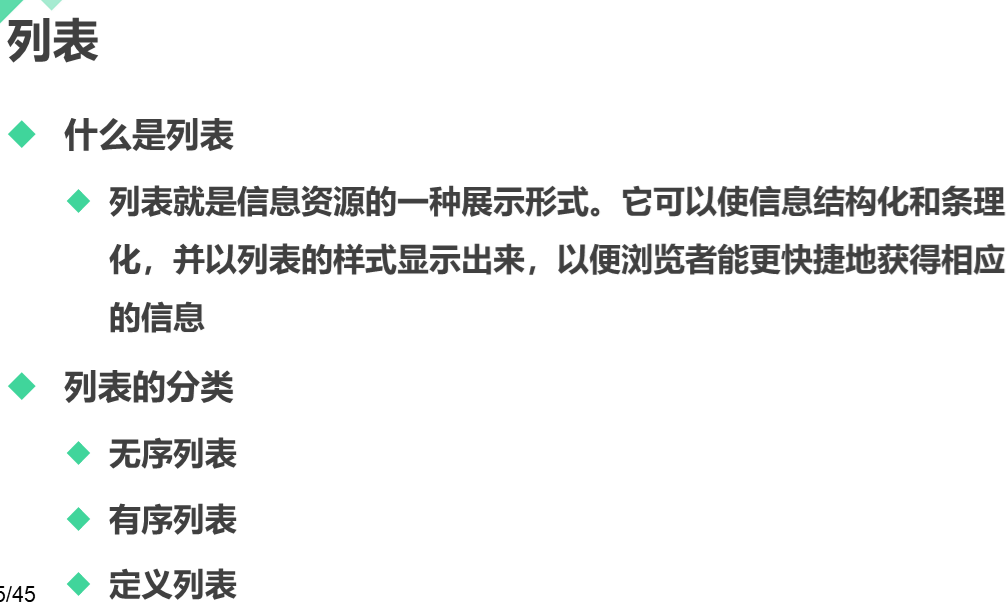 列表
什么是列表
列表就是信息资源的一种展示形式。它可以使信息结构化和条理
化，并以列表的样式显示出来，以便浏览者能更快捷地获得相应
的信息
列表的分类
无序列表
有序列表
定义列表
5/45